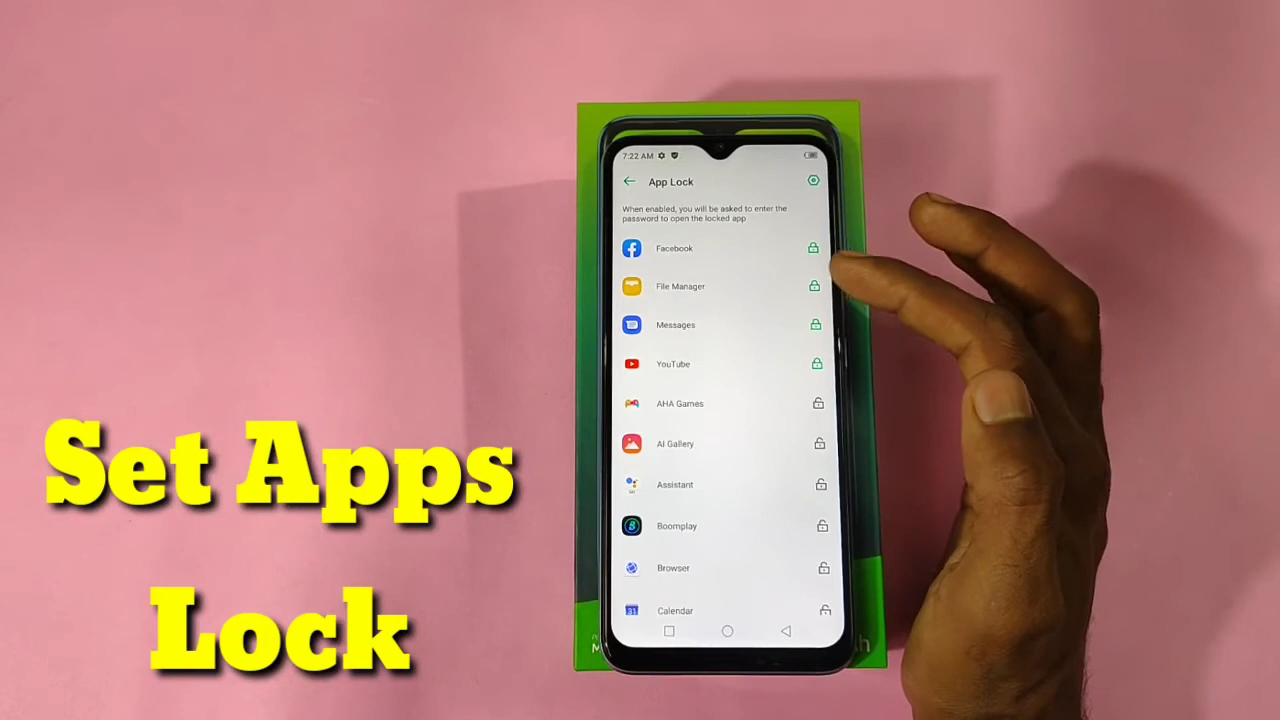 7:22 AM
App Lock
When enabled, you will be asked to enter the
password to open the locked app
Facebook
File Manager
Messages
YouTube
AHA Games
AI Gallery
Assistant
Boomplay
Browser
31
Calendar
Set Apps
Lock